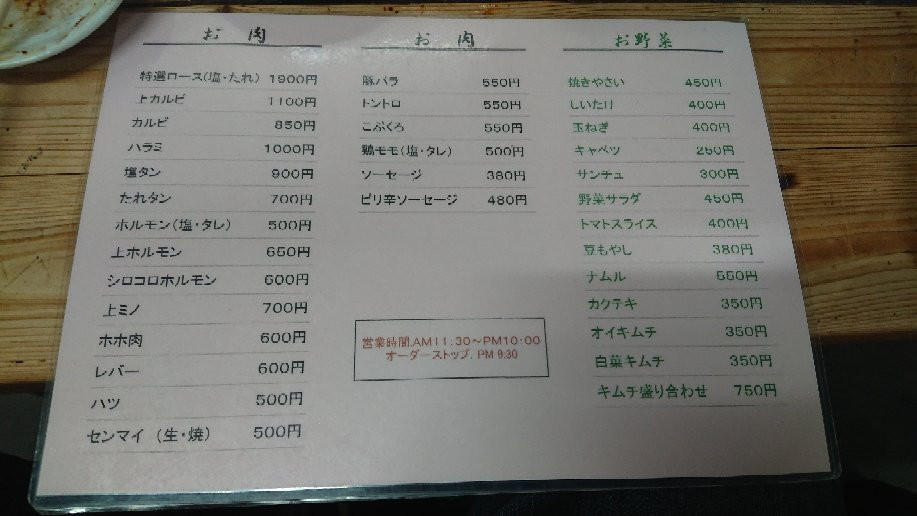 お 肉
特選ロース(塩・たれ) 1900円
上カルビ 1100円
カルビ 850円
ハラミ 1000円
塩タン 900円
たれタン 700円
ホルモン(塩・タレ) 500円
上ホルモン 650円
シロコロホルモン 600円
上ミノ 700円
ホホ肉 600円
レバー 600円
ハツ 500円
センマイ (生・焼) 500円
お 肉
豚バラ 550円
トントロ 550円
こぶくろ 550円
鶏モモ(塩・タレ) 500円
ソーセージ 380円
ピリ辛ソーセージ 480円
営業時間.AM11:30~PM10:00
オーダーストップ. PM 9:30
お野菜
焼きやさい 450円
しいたけ 400円
玉ねぎ 400円
キャベツ 250円
サンチュ 300円
野菜サラダ 450円
トマトスライス 400円
豆もやし 380円
ナムル 550円
カクテキ 350円
オイキムチ 350円
白菜キムチ 350円
キムチ盛り合わせ 750円